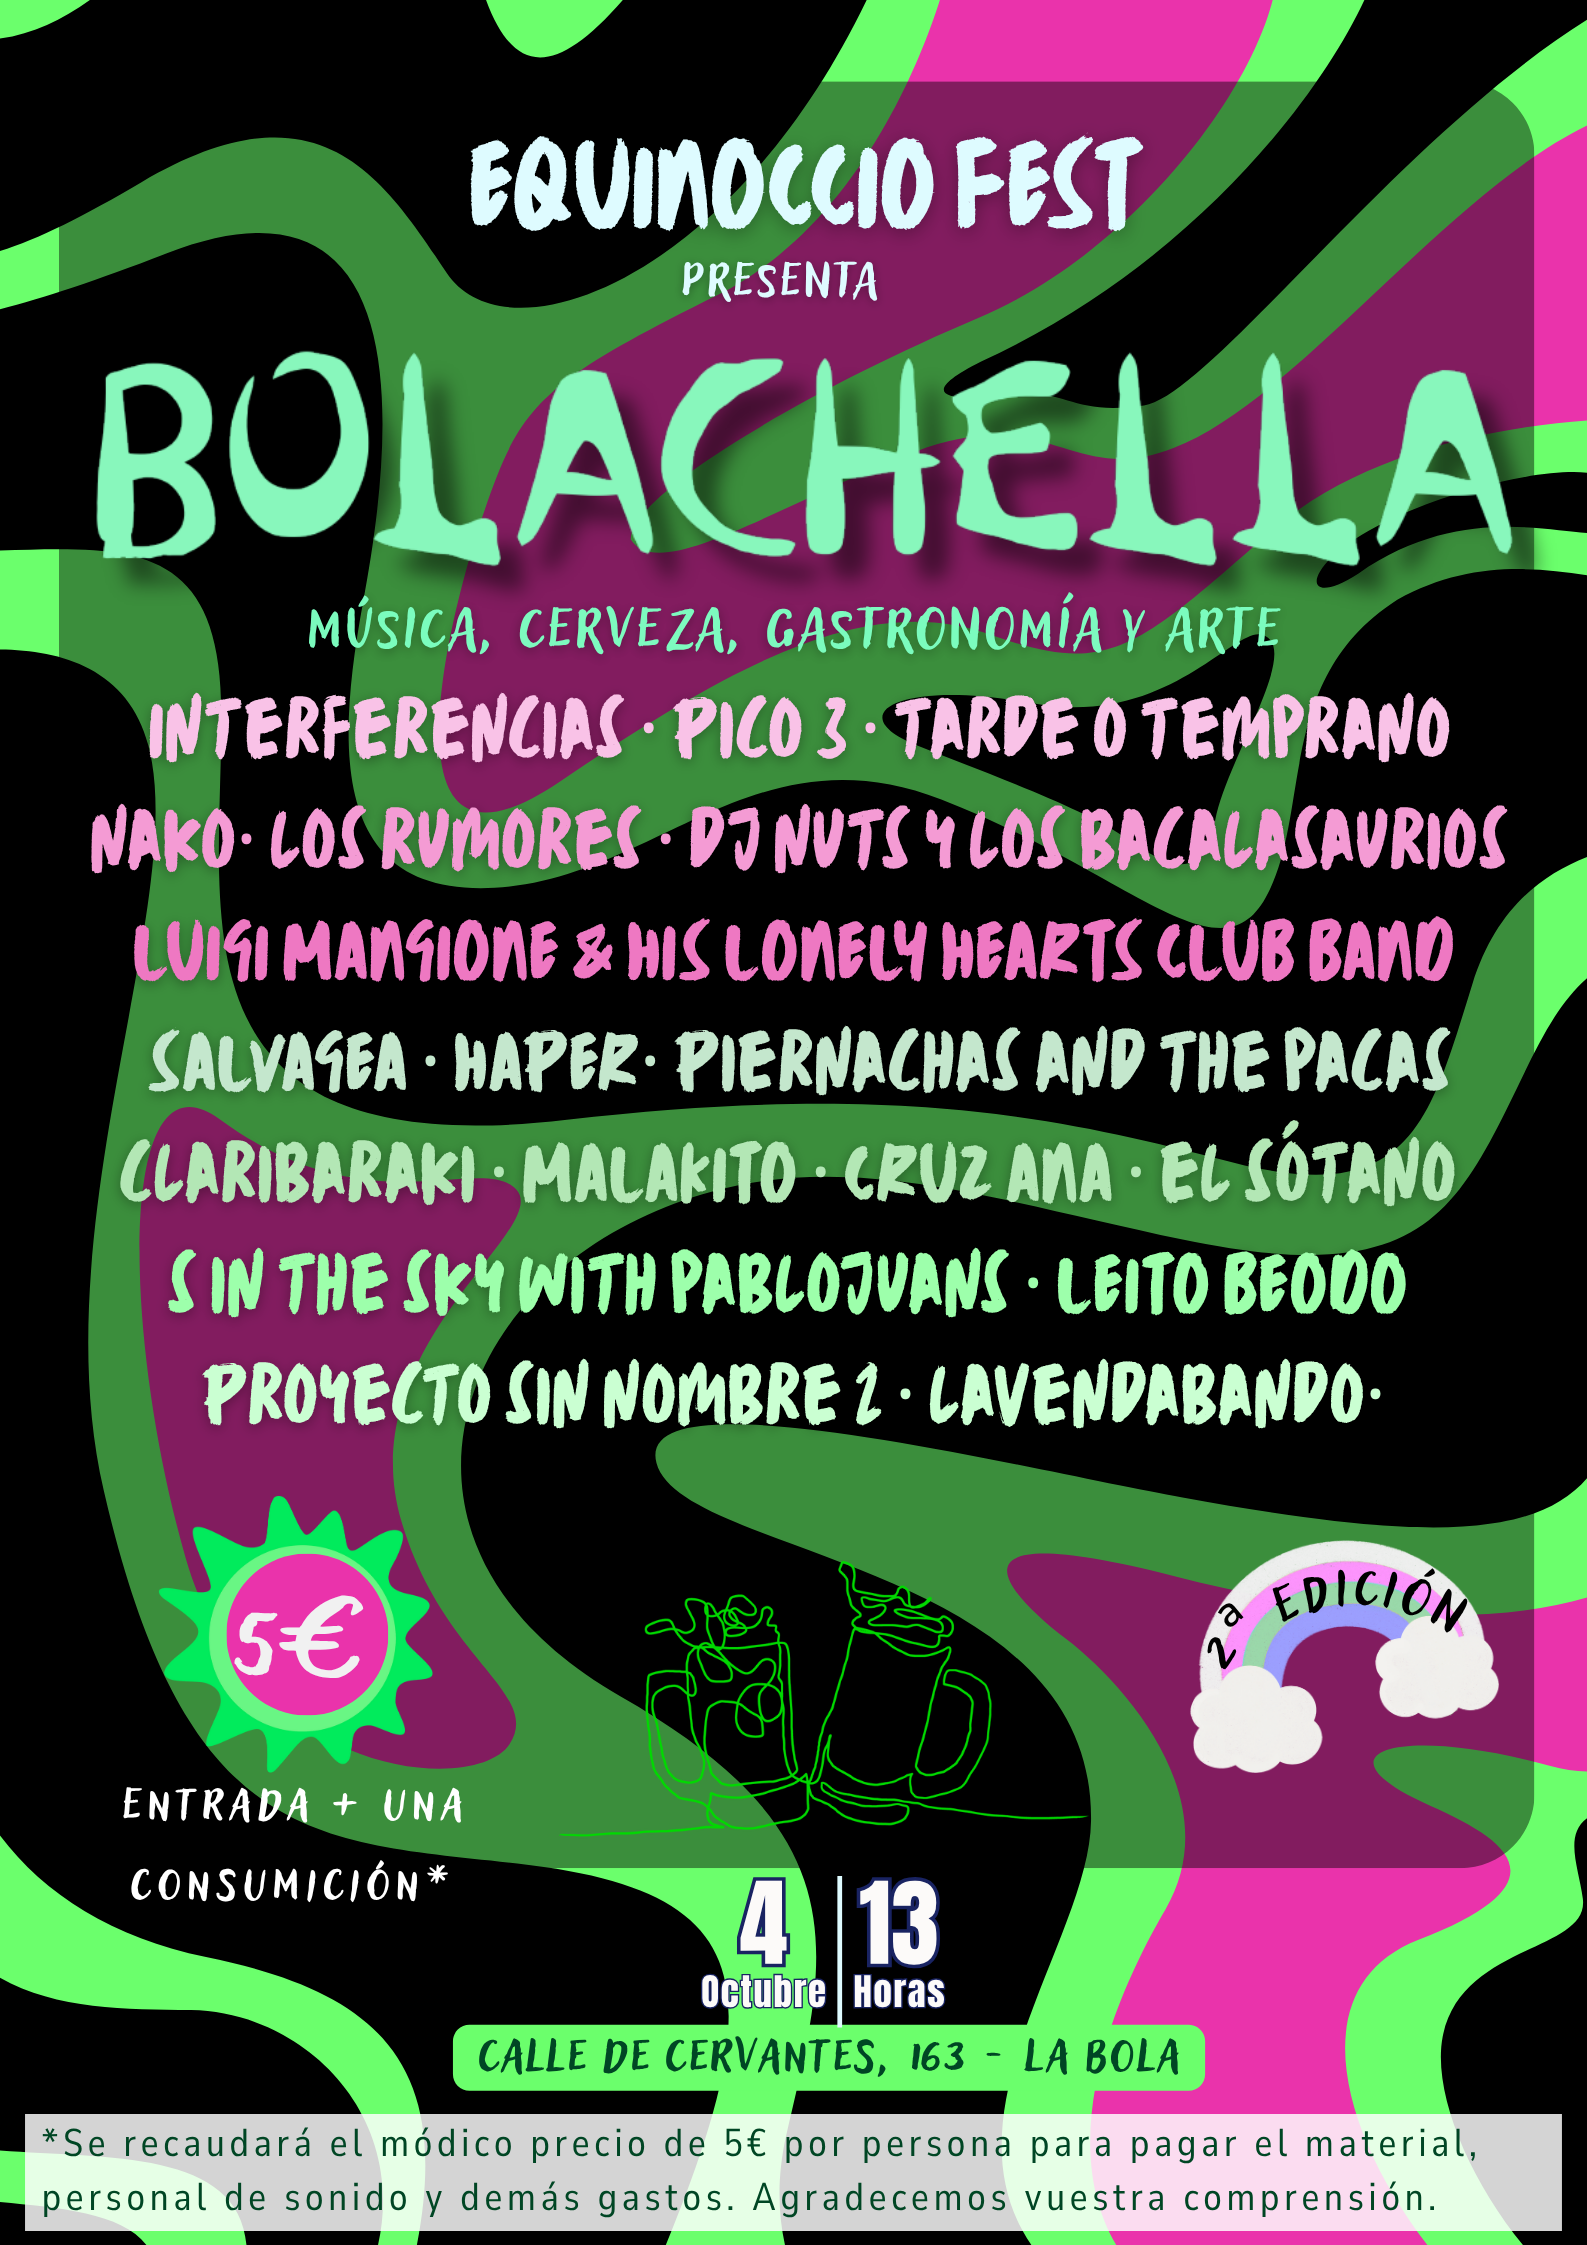 EQUINOCCIO FEST
PRESENTA
BOLACHELLA
MÚSICA, CERVEZA, GASTRONOMÍA Y ARTE
INTERFERENCIAS · PICO 3 · TARDE O TEMPRANO
NAKO· LOS RUMORES · DJ NUTS Y LOS BACALASAURIOS
LUIGI MANGIONE & HIS LONELY HEARTS CLUB BAND
SALVAGEA · HAPER· PIERNACHAS AND THE PACAS
CLARIBARAKI · MALAKITO · CRUZ ANA · EL SÓTANO
S IN THE SKY WITH PABLOJUANS · LEITO BEODO
PROYECTO SIN NOMBRE 2 · LAVENDABANDO·
5€
2a EDICIÓN
ENTRADA + UNA
CONSUMICIÓN*
4 | 13
Octubre | Horas
CALLE DE CERVANTES, 163 - LA BOLA
*Se recaudará el módico precio de 5€ por persona para pagar el material,
personal de sonido y demás gastos. Agradecemos vuestra comprensión.